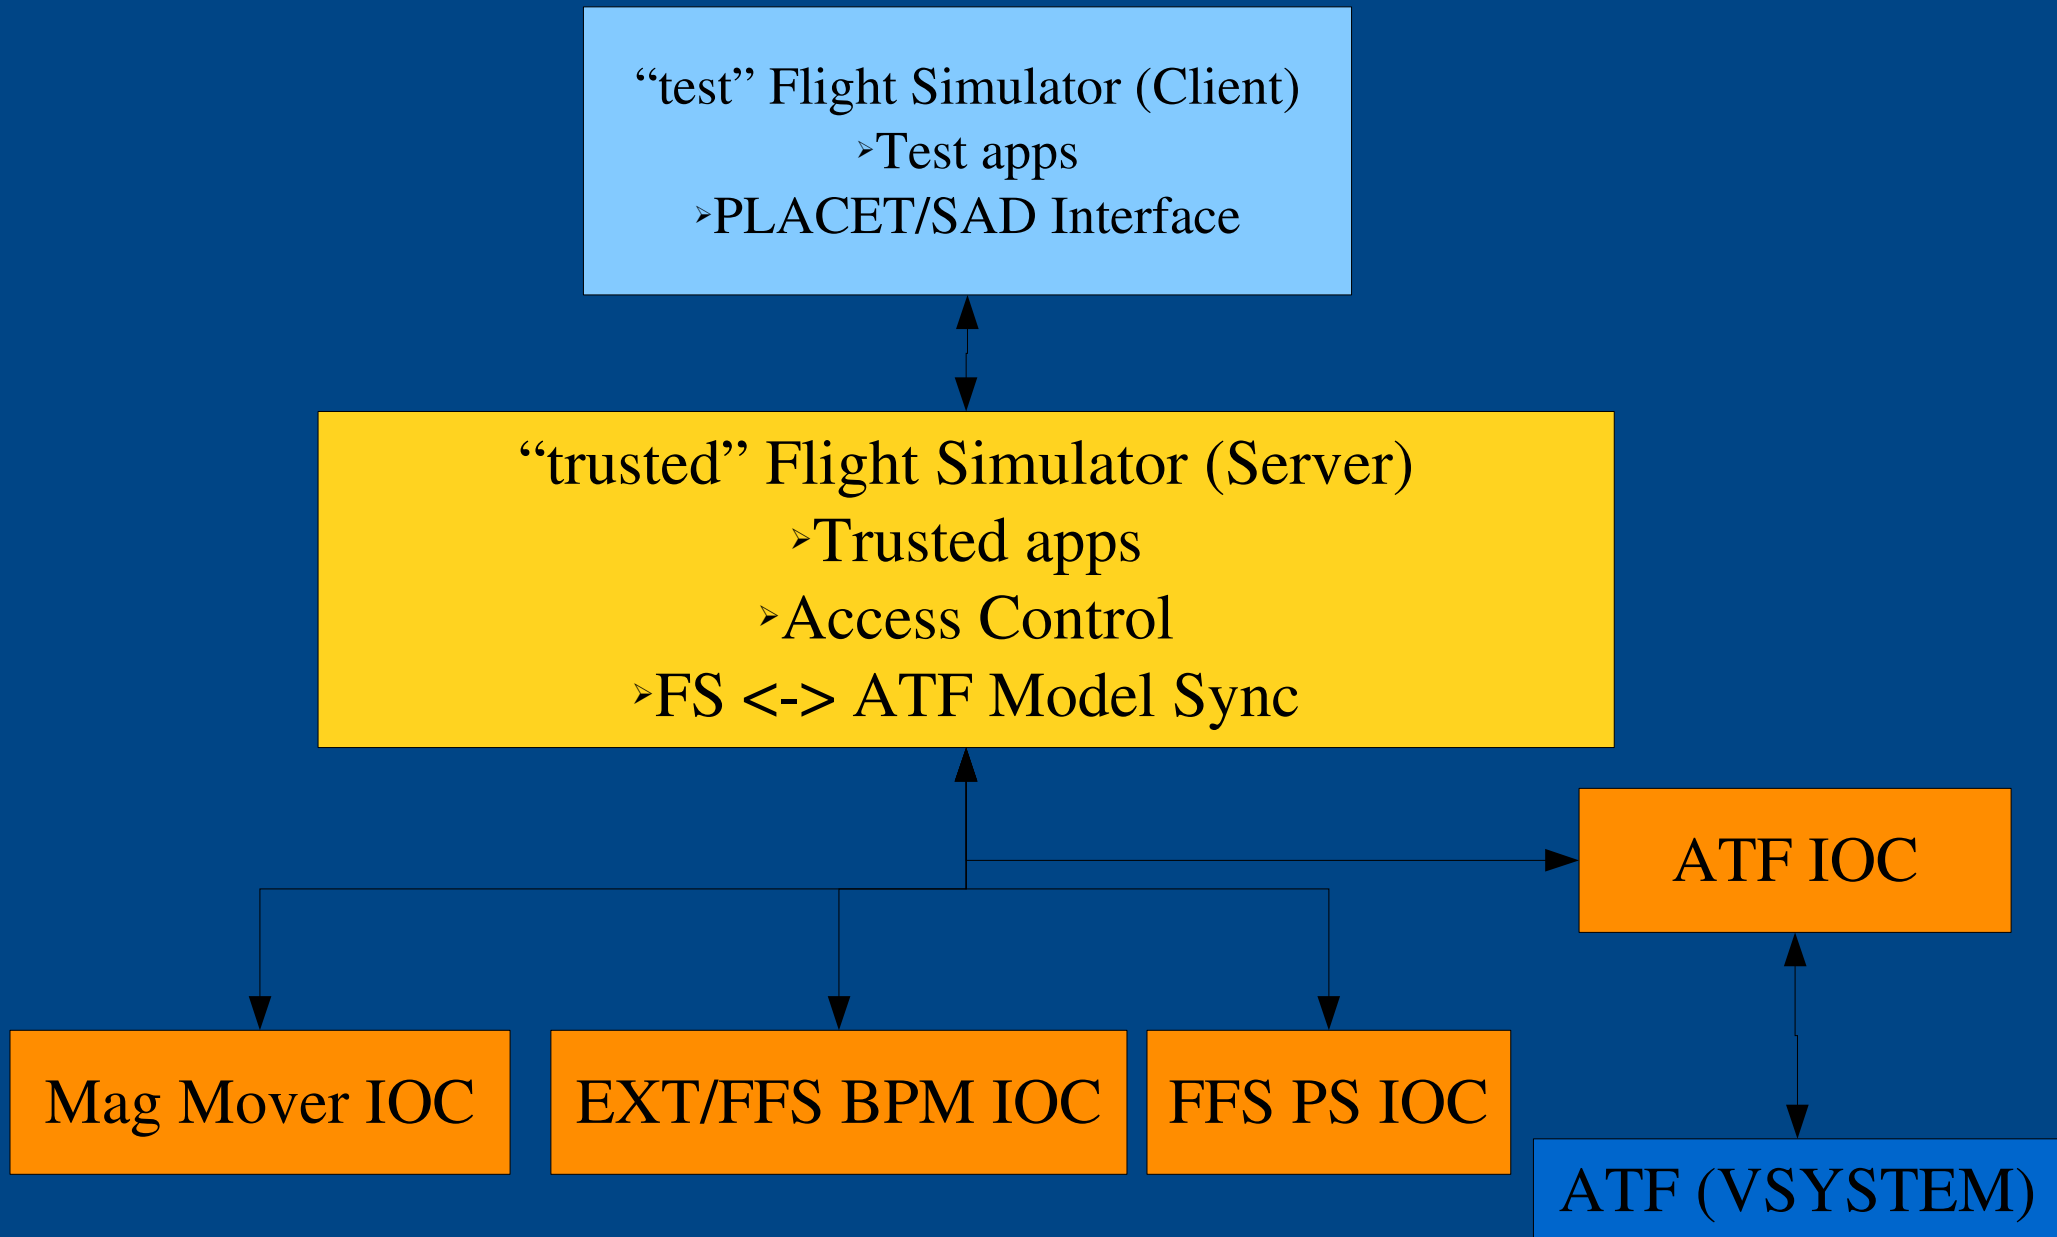 “test” Flight Simulator (Client)
➢Test apps
➢PLACET/SAD Interface
“trusted” Flight Simulator (Server)
➢Trusted apps
➢Access Control
➢FS <-> ATF Model Sync
ATF IOC
Mag Mover IOC
EXT/FFS BPM IOC
FFS PS IOC
ATF (VSYSTEM)